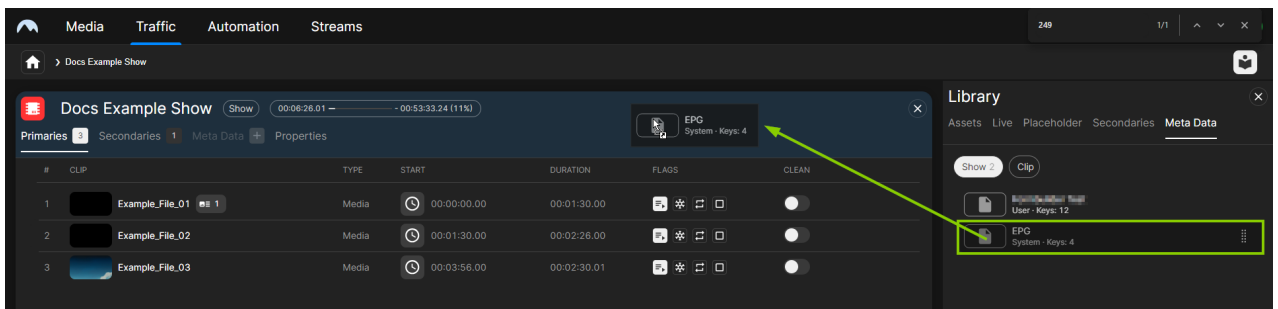 Media Traffic Automation Streams 249 1/1
Docs Example Show
Docs Example Show Show 00:06:26.01 - 00:53:33.24 (11%)
Primaries 3 Secondaries 1 Meta Data + Properties
EPG
System · Keys: 4
# CLIP TYPE START DURATION FLAGS CLEAN
1 Example_File_01 1 Media 00:00:00.00 00:01:30.00
2 Example_File_02 Media 00:01:30.00 00:02:26.00
3 Example_File_03 Media 00:03:56.00 00:02:30.01
Library
Assets Live Placeholder Secondaries Meta Data
Show 2 Clip
User · Keys: 12
EPG
System · Keys: 4